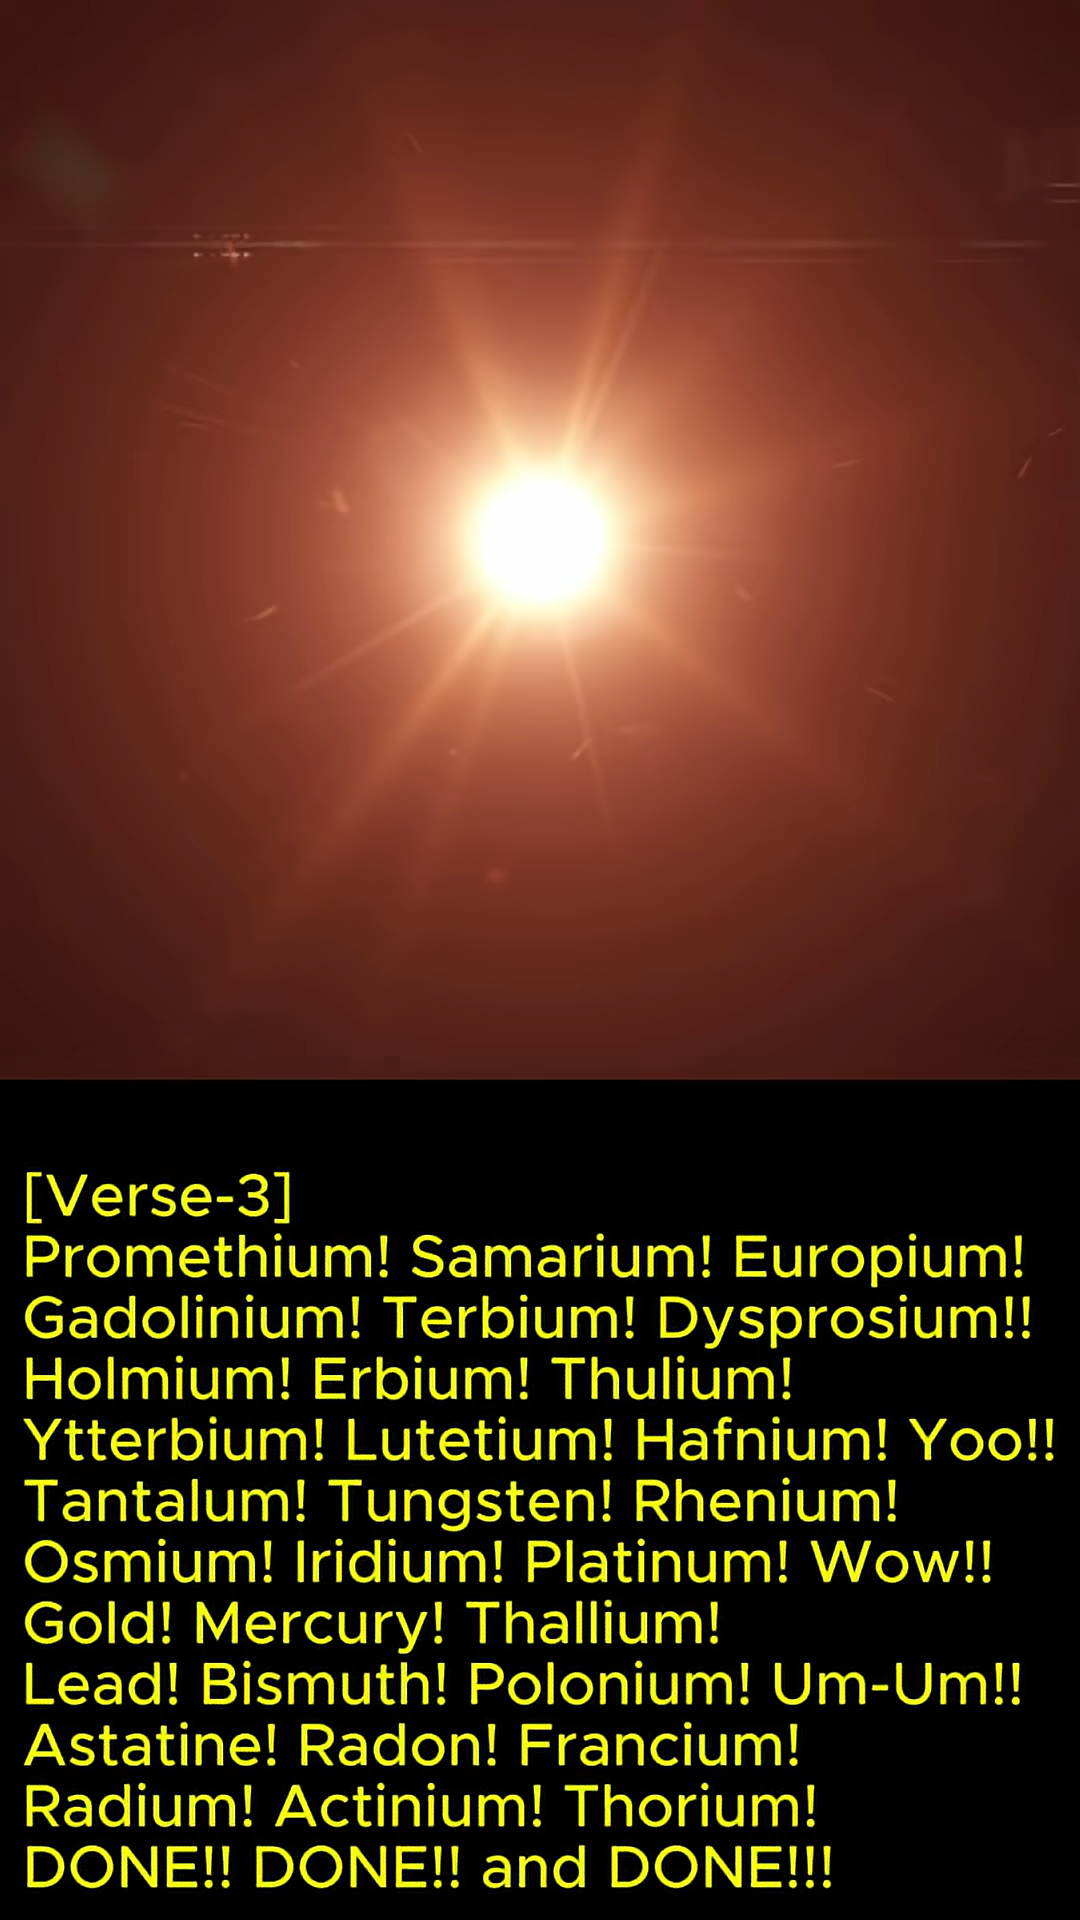 [Verse-3]
Promethium! Samarium! Europium!
Gadolinium! Terbium! Dysprosium!!
Holmium! Erbium! Thulium!
Ytterbium! Lutetium! Hafnium! Yoo!!
Tantalum! Tungsten! Rhenium!
Osmium! Iridium! Platinum! Wow!!
Gold! Mercury! Thallium!
Lead! Bismuth! Polonium! Um-Um!!
Astatine! Radon! Francium!
Radium! Actinium! Thorium!
DONE!! DONE!! and DONE!!!